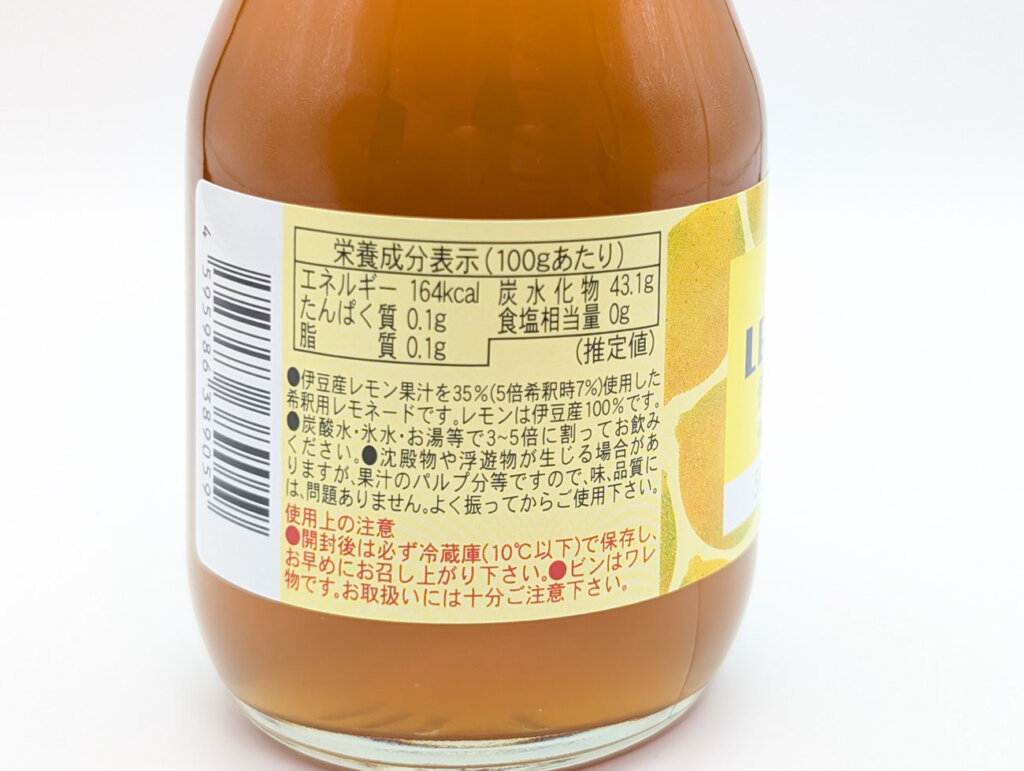 栄養成分表示(100gあたり)
エネルギー 164kcal 炭水化物 43.1g
たんぱく質 0.1g 食塩相当量 0g
脂質 0.1g
(推定値)
●伊豆産レモン果汁を35%(5倍希釈時7%)使用した
希釈用レモネードです。レモンは伊豆産100%です。
●炭酸水・氷水・お湯等で3~5倍に割ってお飲み
ください。●沈殿物や浮遊物が生じる場合があ
りますが、果汁のパルプ分等ですので、味、品質に
は、問題ありません。よく振ってからご使用下さい。
使用上の注意
●開封後は必ず冷蔵庫(10℃以下)で保存し、
お早めにお召し上がり下さい。●ビンはワレ
物です。お取扱いには十分ご注意下さい。
4 595986 389059